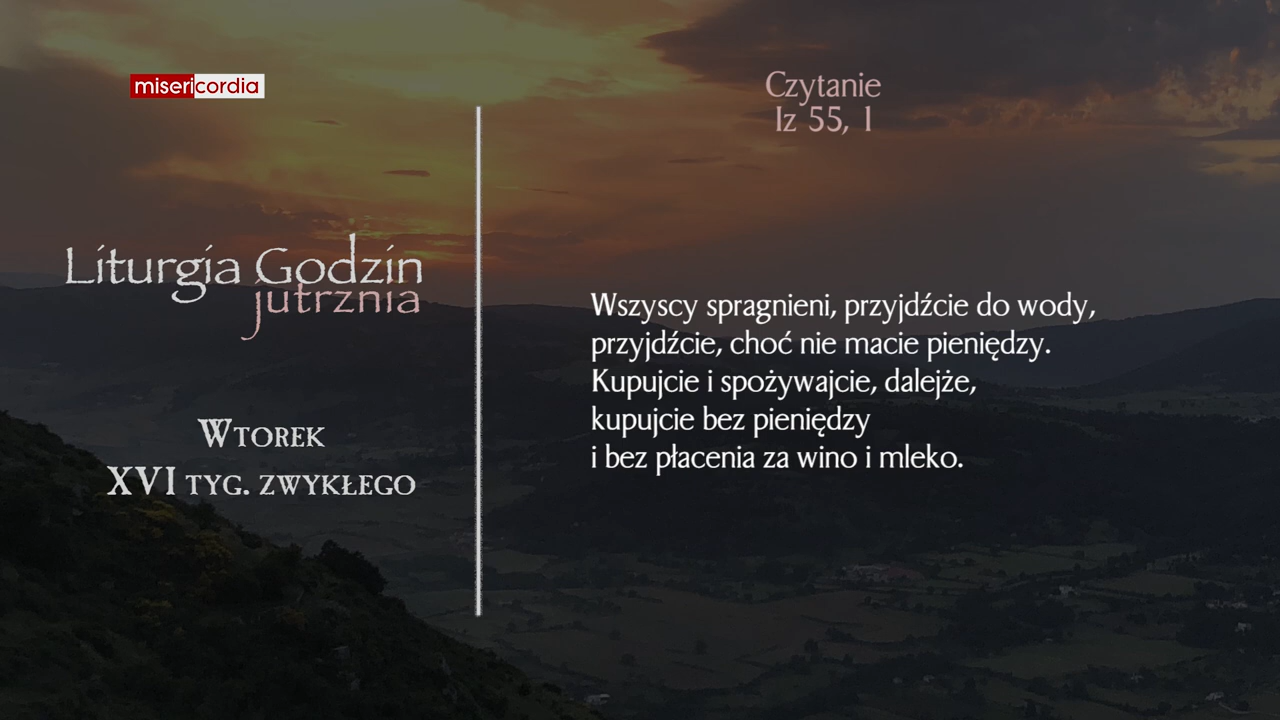 misericordia
Liturgia Godzin
jutrznia
Wtorek
XVI tyg. zwykłego
Czytanie
Iz 55, 1
Wszyscy spragnieni, przyjdźcie do wody,
przyjdźcie, choć nie macie pieniędzy.
Kupujcie i spożywajcie, dalejże,
kupujcie bez pieniędzy
i bez płacenia za wino i mleko.